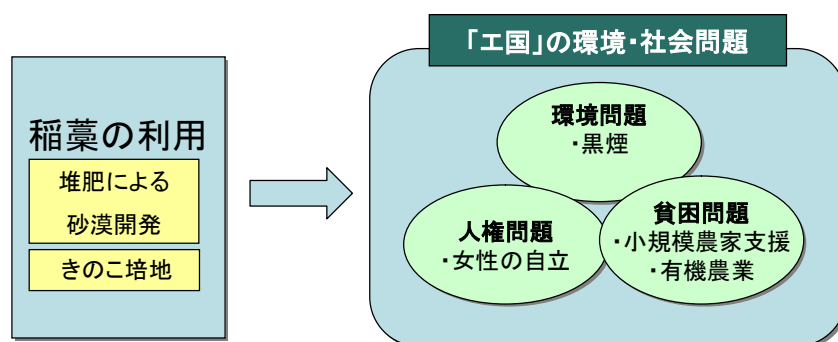 稲藁の利用
堆肥による
砂漠開発
きのこ培地
「エ国」の環境・社会問題
環境問題
・黒煙
人権問題
・女性の自立
貧困問題
・小規模農家支援
・有機農業